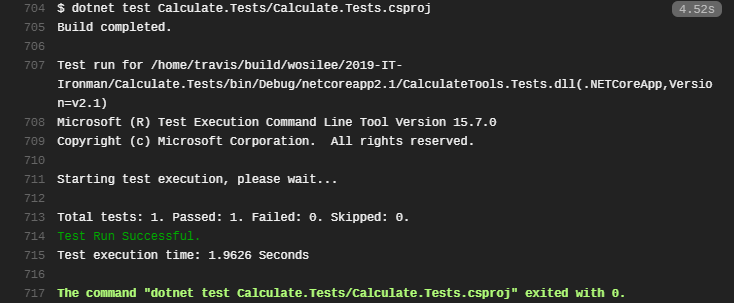 704 $ dotnet test Calculate.Tests/Calculate.Tests.csproj 4.52s
705 Build completed.
706
707 Test run for /home/travis/build/wosilee/2019-IT-
Ironman/Calculate.Tests/bin/Debug/netcoreapp2.1/CalculateTools.Tests.dll(.NETCoreApp,Versio
n=v2.1)
708 Microsoft (R) Test Execution Command Line Tool Version 15.7.0
709 Copyright (c) Microsoft Corporation.  All rights reserved.
710
711 Starting test execution, please wait...
712
713 Total tests: 1. Passed: 1. Failed: 0. Skipped: 0.
714 Test Run Successful.
715 Test execution time: 1.9626 Seconds
716
717 The command "dotnet test Calculate.Tests/Calculate.Tests.csproj" exited with 0.